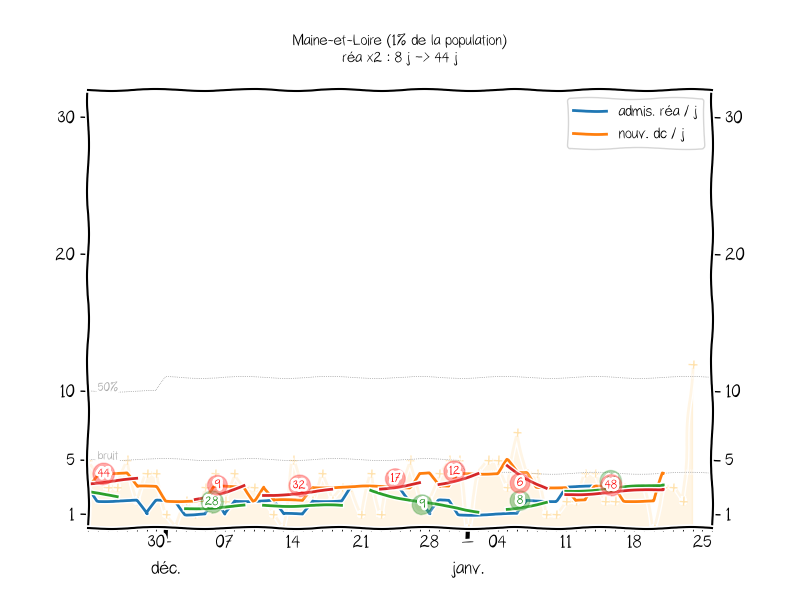 Maine-et-Loire (1% de la population)
réa x2 : 8 j -> 44 j
admis. réa / j
nouv. dc / j
30 30
20 20
10 10
5 5
1 1
50%
bruit
44 9 28 32 17 9 12 6 8 48
30 07 14 21 28 04 11 18 25
déc. janv.